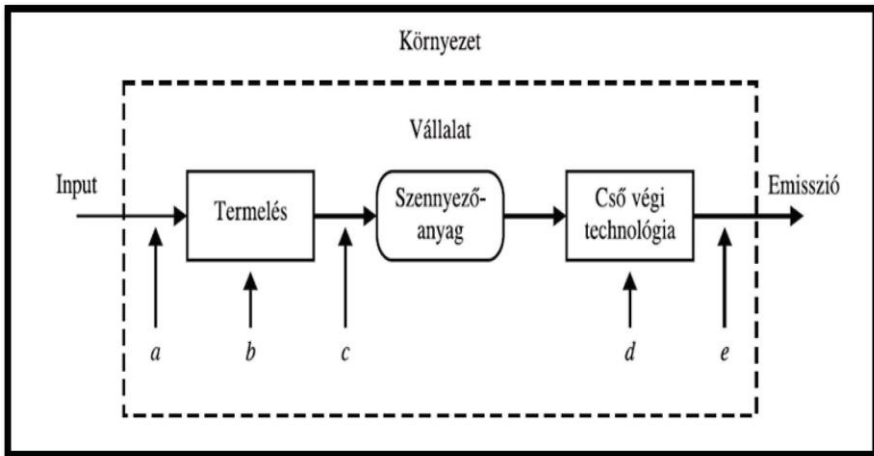 Környezet
Vállalat
Input
Termelés
Szennyező-
anyag
Cső végi
technológia
Emisszió
a
b
c
d
e